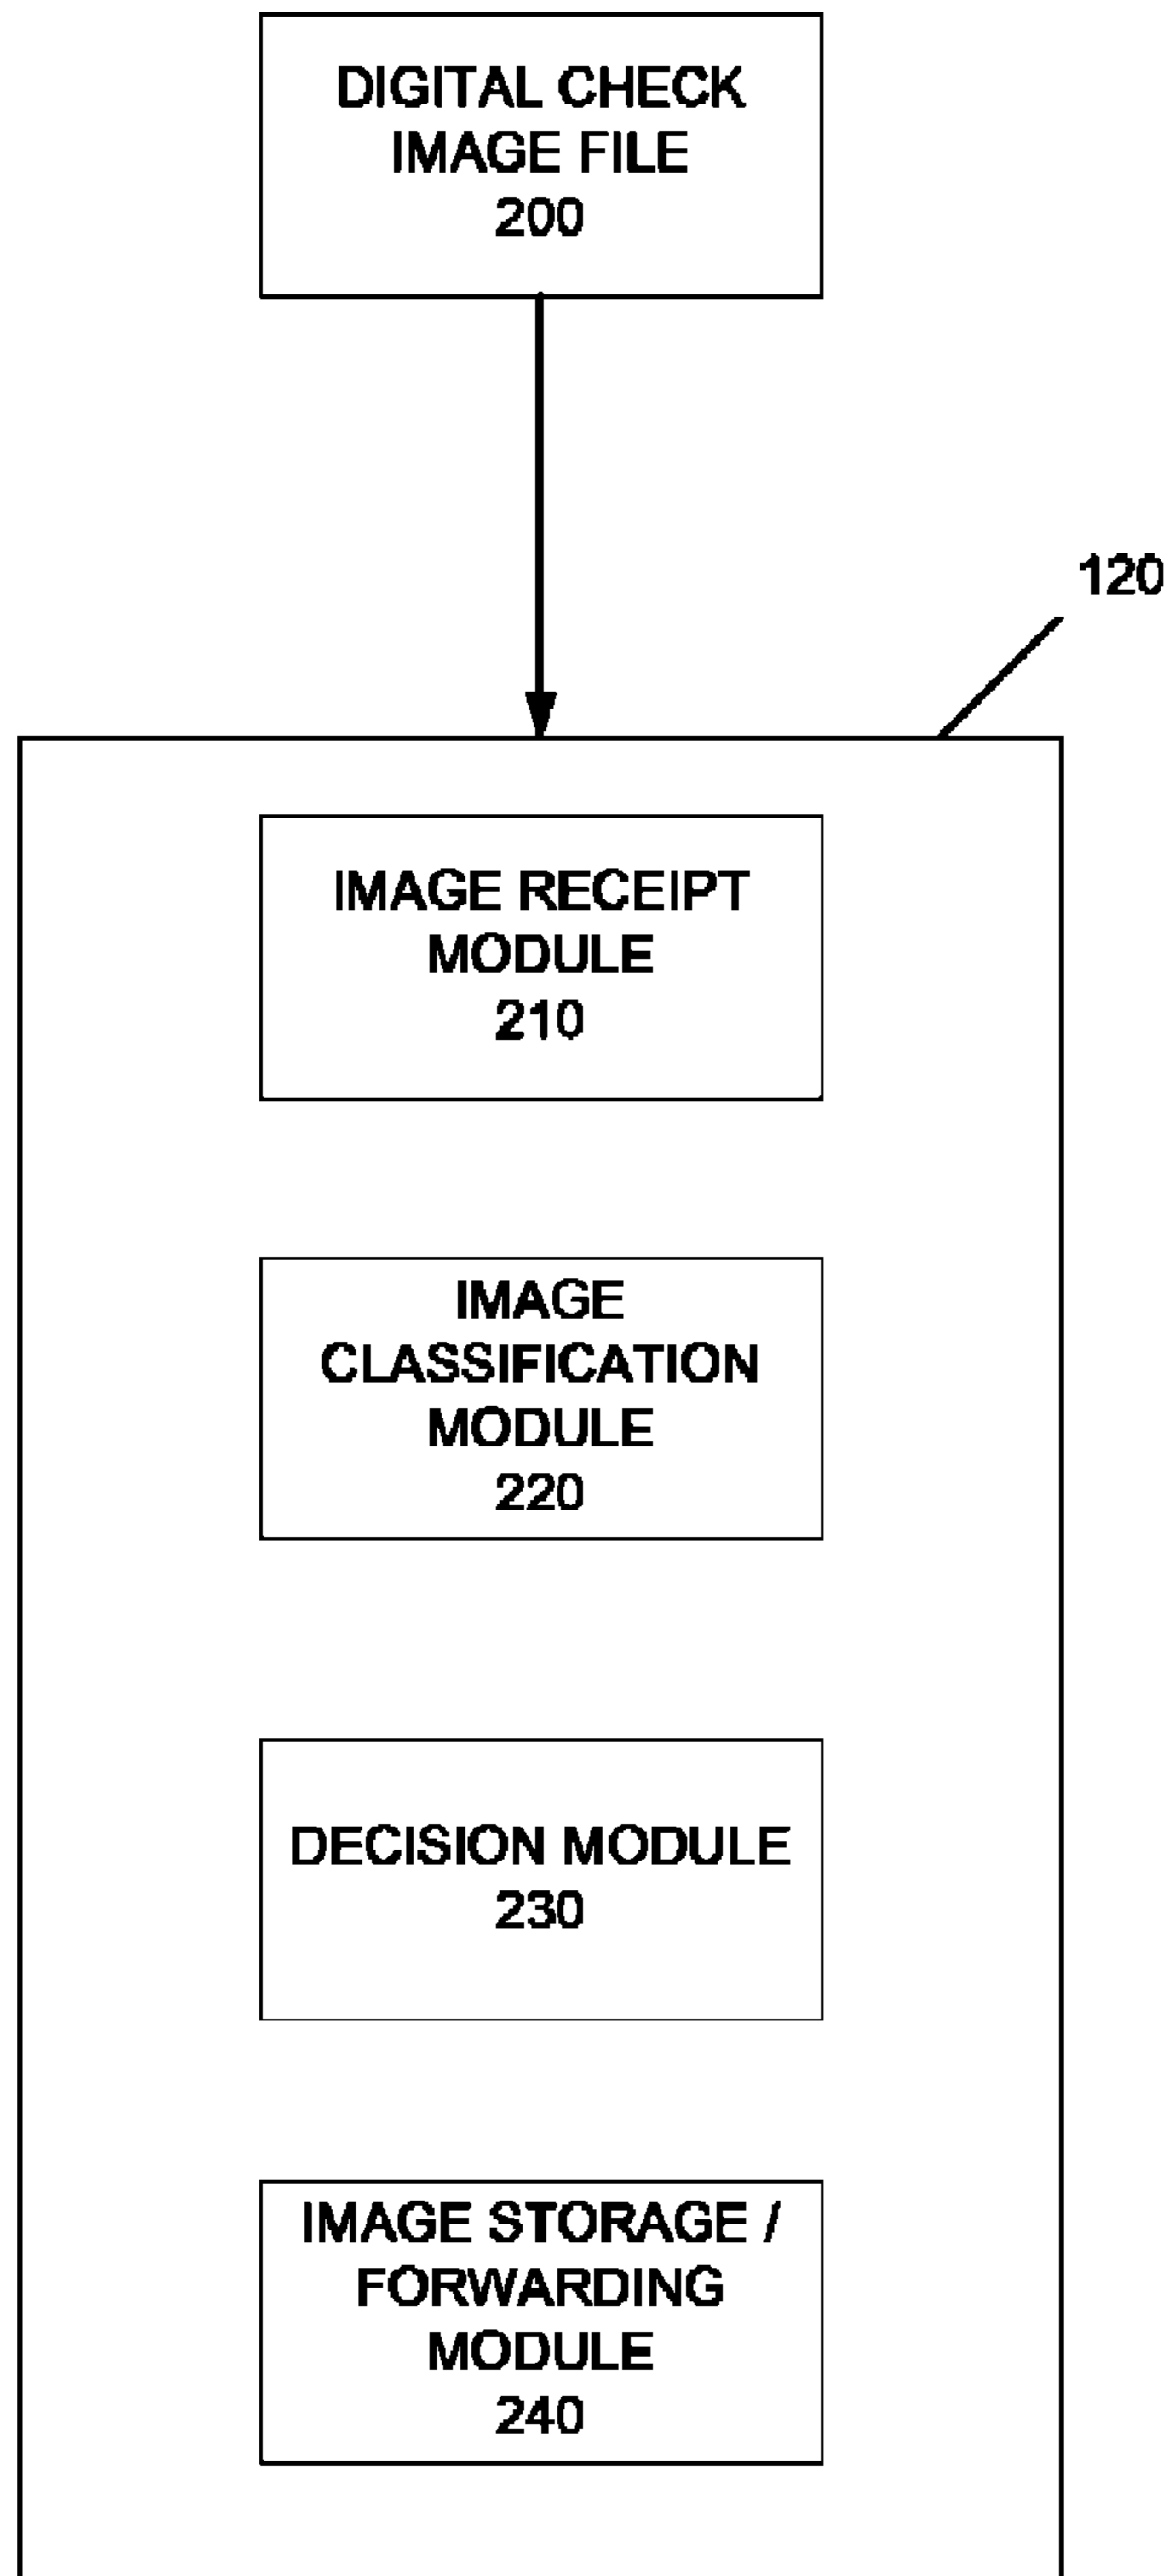 DIGITAL CHECK
IMAGE FILE
200
120
IMAGE RECEIPT
MODULE
210
IMAGE
CLASSIFICATION
MODULE
220
DECISION MODULE
230
IMAGE STORAGE /
FORWARDING
MODULE
240